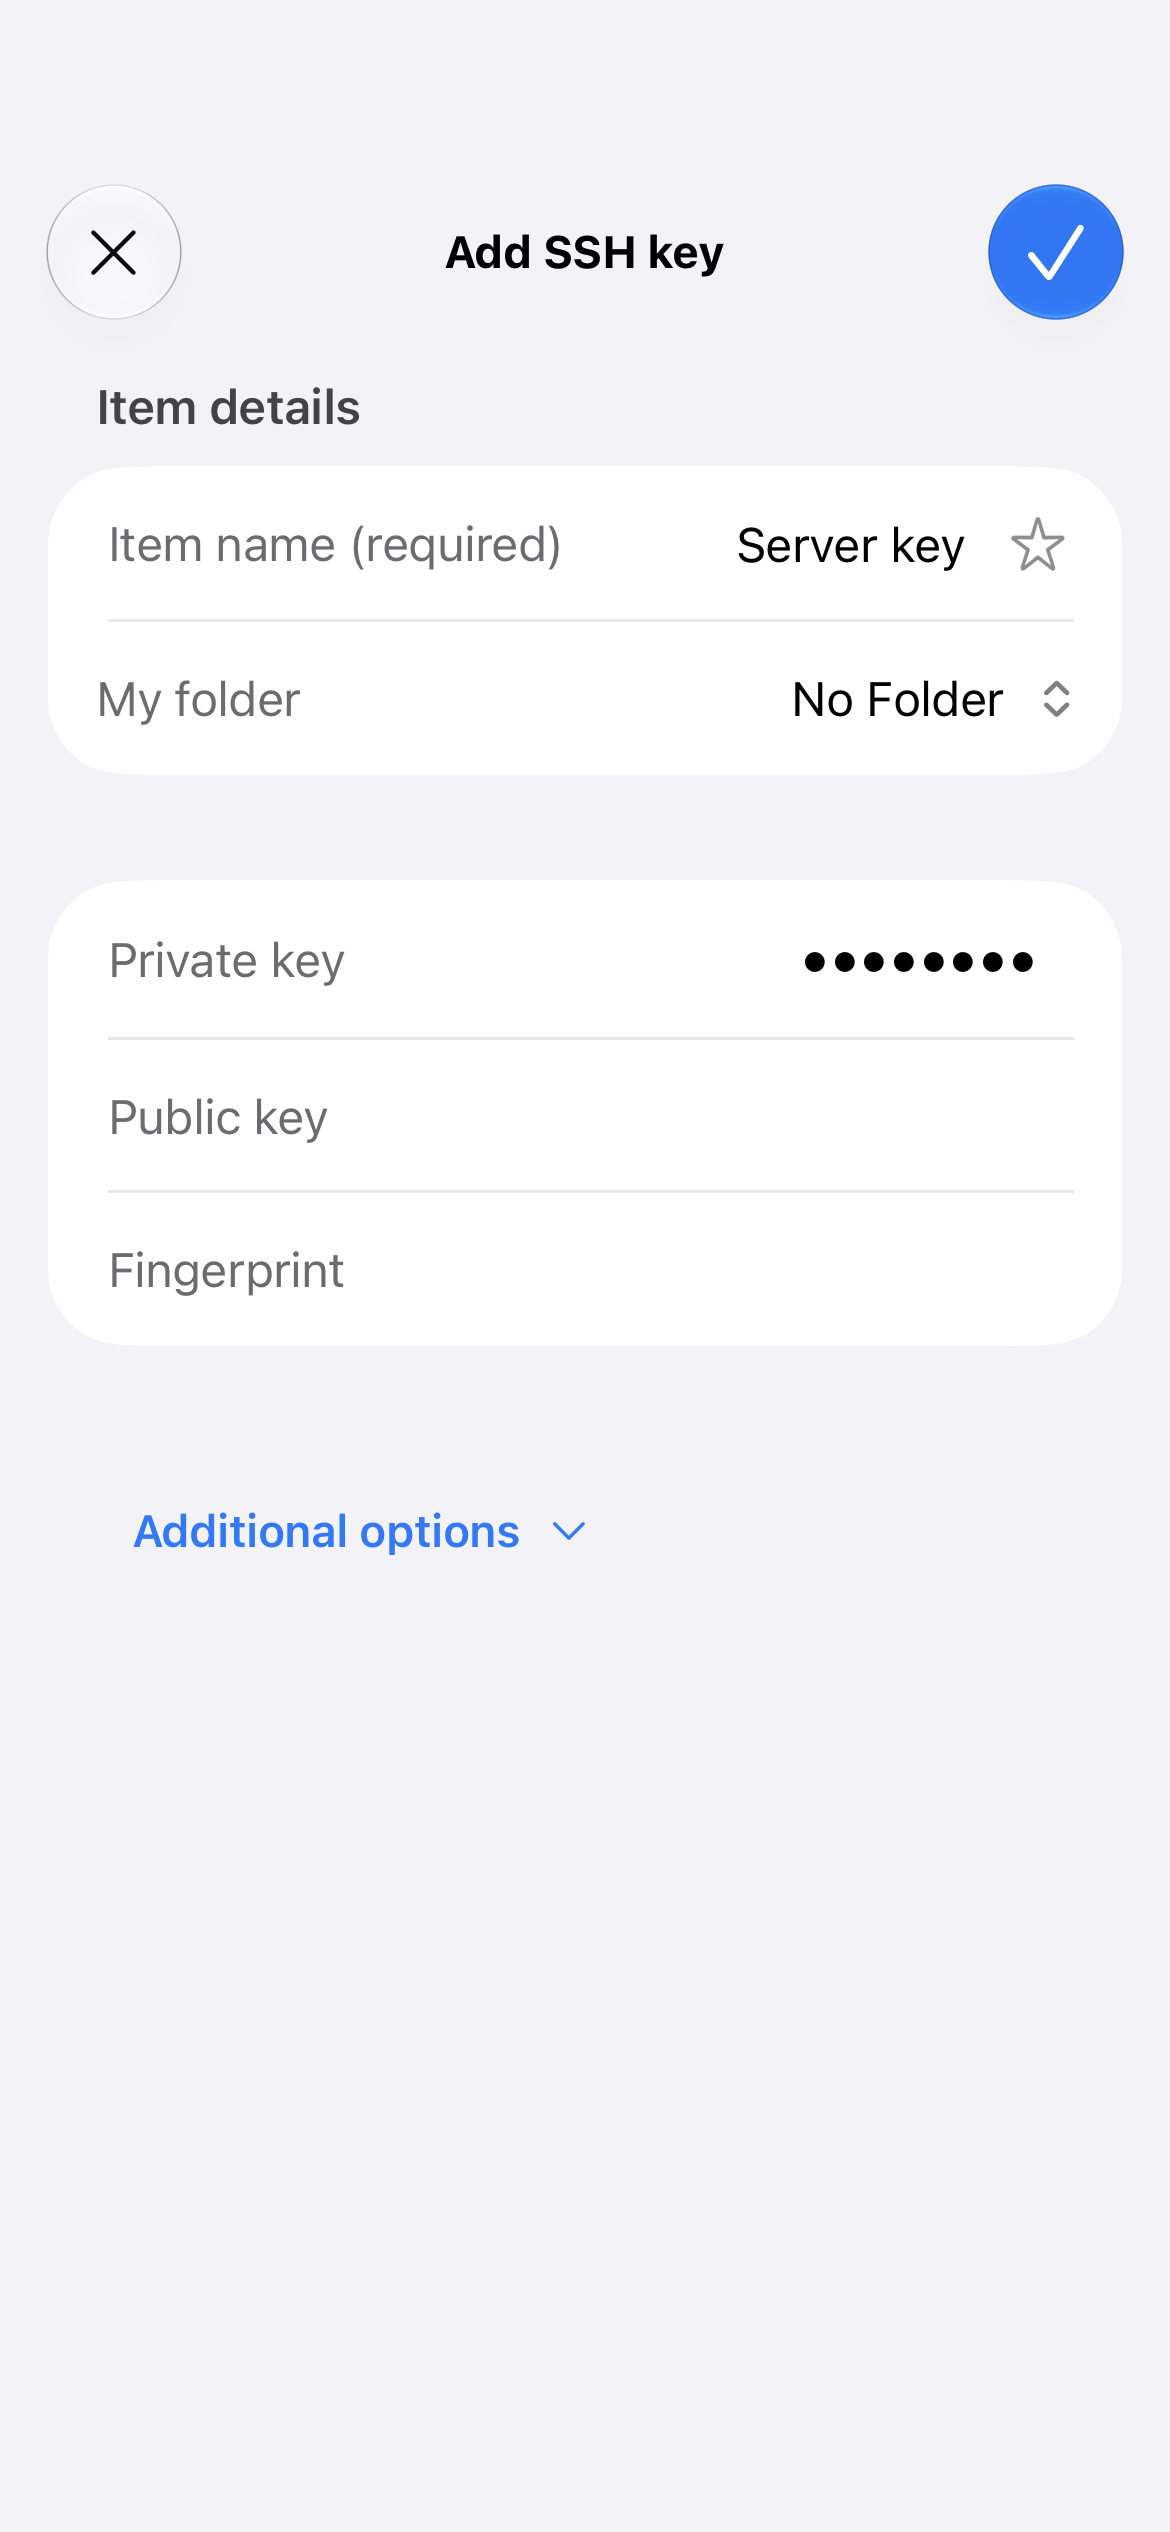 Add SSH key
Item details
Item name (required) Server key
My folder No Folder
Private key ••••••••
Public key
Fingerprint
Additional options